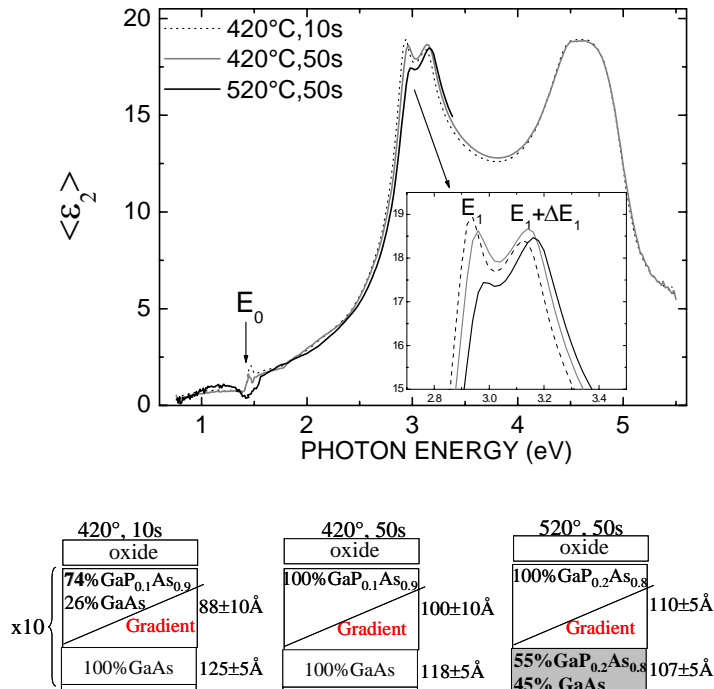 420°C,10s
420°C,50s
520°C,50s
20
15
10
5
0
<ε₂>
E₀
E₁ E₁+ΔE₁
19
18
17
16
15
2.8 3.0 3.2 3.4
1 2 3 4 5
PHOTON ENERGY (eV)
420°, 10s
oxide
74%GaP₀.₁As₀.₉
26%GaAs
Gradient
88±10Å
x10
100%GaAs
125±5Å
420°, 50s
oxide
100%GaP₀.₁As₀.₉
Gradient
100±10Å
100%GaAs
118±5Å
520°, 50s
oxide
100%GaP₀.₂As₀.₈
Gradient
110±5Å
55%GaP₀.₂As₀.₈
45% GaAs
107±5Å